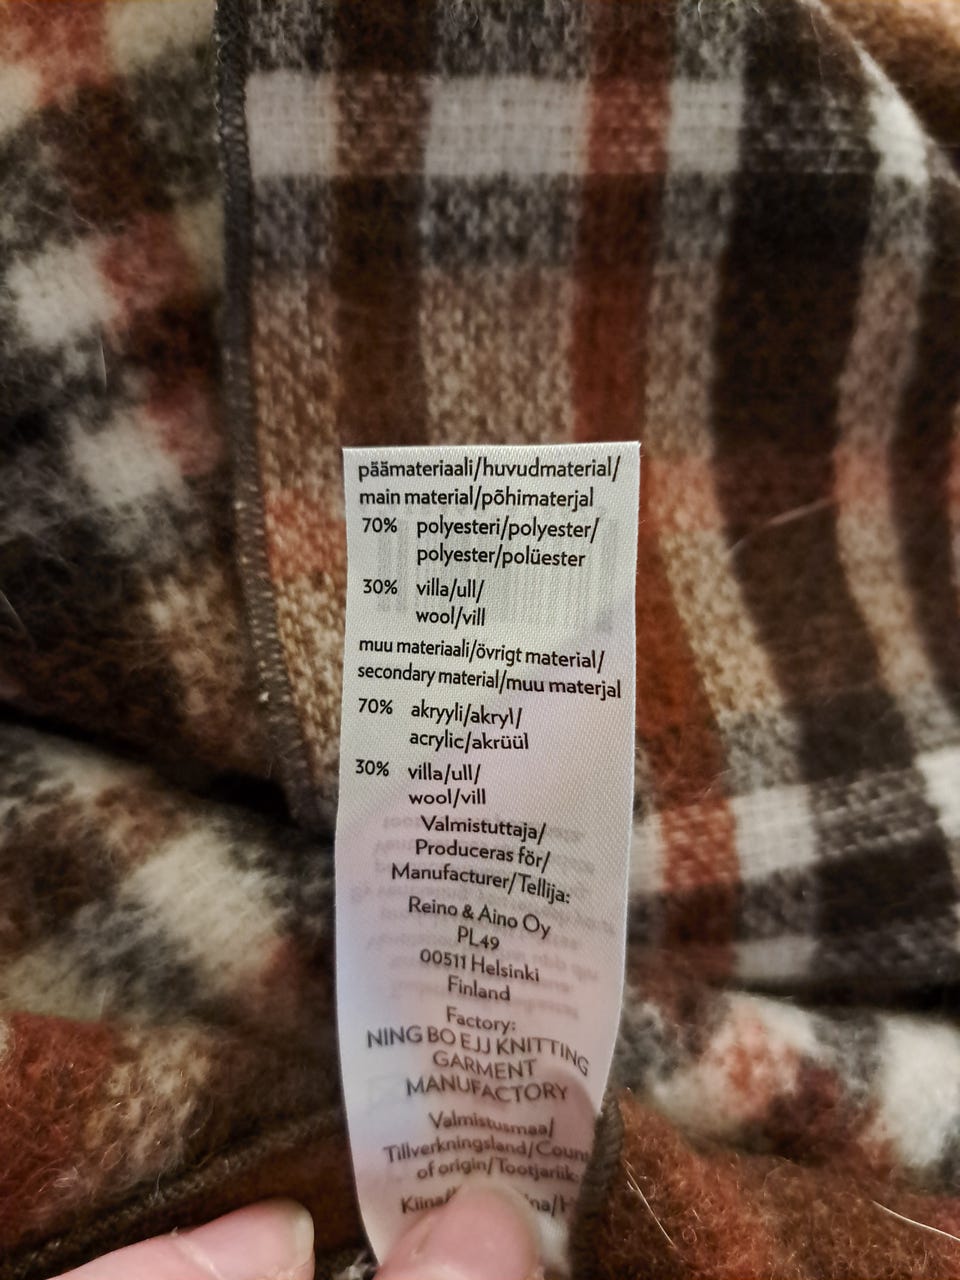 päämateriaali/huvudmaterial/
main material/põhimaterjal
70% polyesteri/polyester/
polyester/polüester
30% villa/ull/
wool/vill
muu materiaali/övrigt material/
secondary material/muu materjal
70% akryyli/akryl/
acrylic/akrüül
30% villa/ull/
wool/vill
Valmistuttaja/
Produceras för/
Manufacturer/Tellija:
Reino & Aino Oy
PL49
00511 Helsinki
Finland
Factory:
NING BO EJJ KNITTING
GARMENT
MANUFACTORY
Valmistusmaa/
Tillverkningsland/Coun
of origin/Tootjariik:
Kiina/